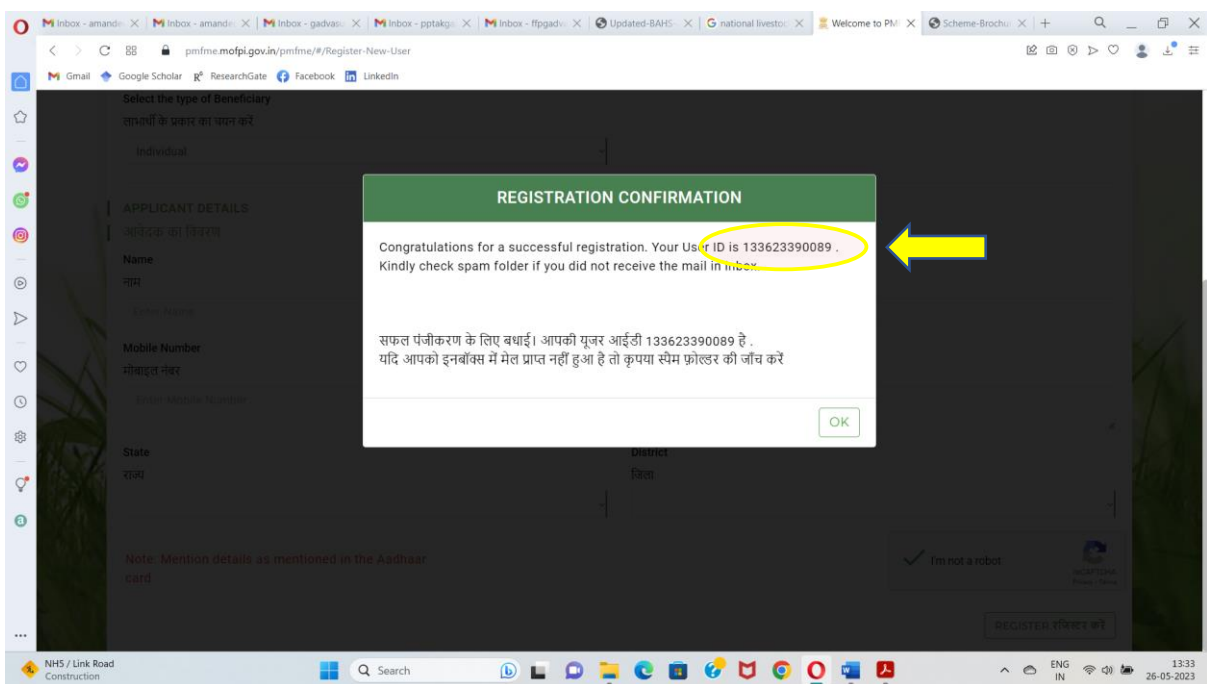 Inbox - amand
Inbox - amand
Inbox - gadvasu
Inbox - pptakga
Inbox - ffpgadv
Updated-BAHS-
national livestoc
Welcome to PM
Scheme-Brochu
pmfme.mofpi.gov.in/pmfme/#/Register-New-User
Gmail Google Scholar ResearchGate Facebook LinkedIn
Select the type of Beneficiary
लाभार्थी के प्रकार का चयन करें
Individual
REGISTRATION CONFIRMATION
Congratulations for a successful registration. Your User ID is 133623390089 .
Kindly check spam folder if you did not receive the mail in inbox.
सफल पंजीकरण के लिए बधाई। आपकी यूजर आईडी 133623390089 है .
यदि आपको इनबॉक्स में मेल प्राप्त नहीं हुआ है तो कृपया स्पैम फ़ोल्डर की जाँच करें
OK
APPLICANT DETAILS
आवेदक का विवरण
Name
नाम
Enter Name
Mobile Number
मोबाइल नंबर
Enter Mobile Number
State
राज्य
District
जिला
Note: Mention details as mentioned in the Aadhaar
card
I'm not a robot
reCAPTCHA
Privacy - Terms
REGISTER रजिस्टर करें
NH5 / Link Road
Construction
Search
ENG
IN
13:33
26-05-2023